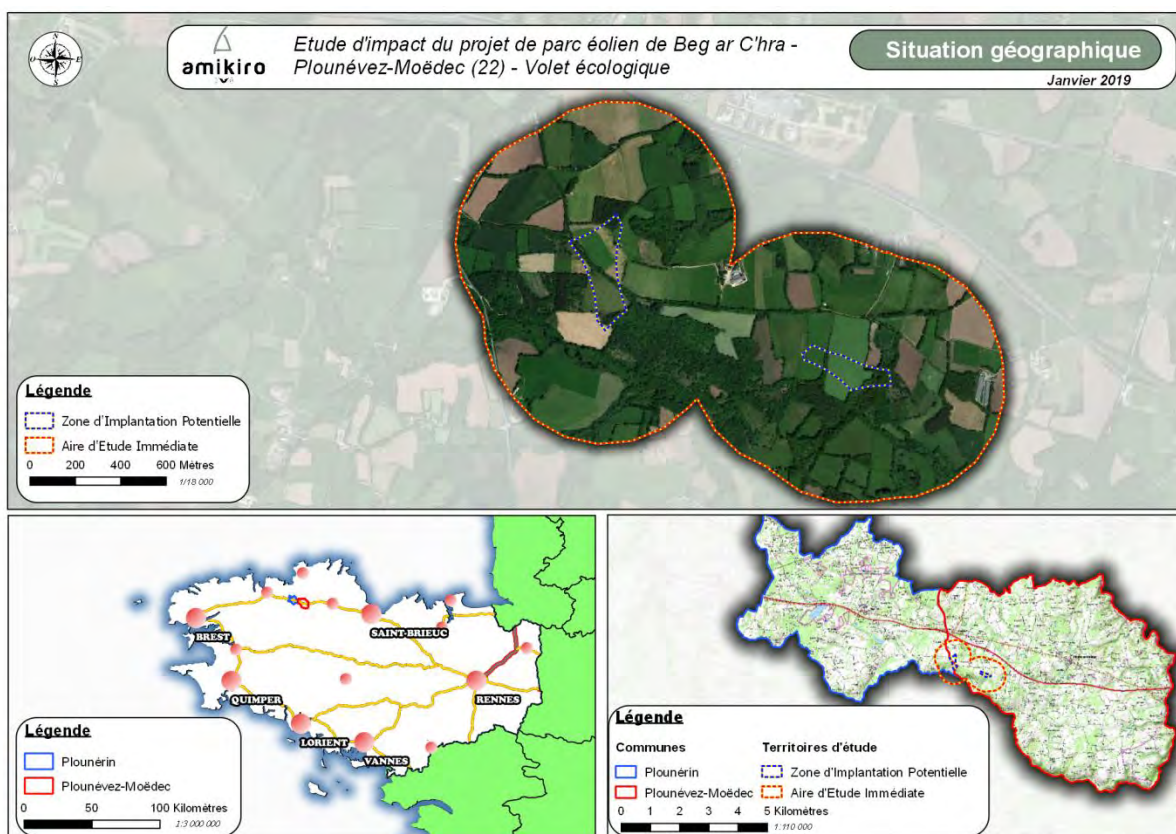 N
O
E
S
amikiro
Etude d'impact du projet de parc éolien de Beg ar C'hra -
Plounévez-Moëdec (22) - Volet écologique
Situation géographique
Janvier 2019
Légende
Zone d'Implantation Potentielle
Aire d'Etude Immédiate
0 200 400 600 Mètres
1/18 000
BREST
SAINT-BRIEUC
QUIMPER
RENNES
LORIENT
VANNES
Légende
Plounérin
Plounévez-Moëdec
0 50 100 Kilomètres
1:3 000 000
Légende
Communes
Plounérin
Plounévez-Moëdec
Territoires d'étude
Zone d'Implantation Potentielle
Aire d'Etude Immédiate
0 1 2 3 4 5 Kilomètres
1:110 000